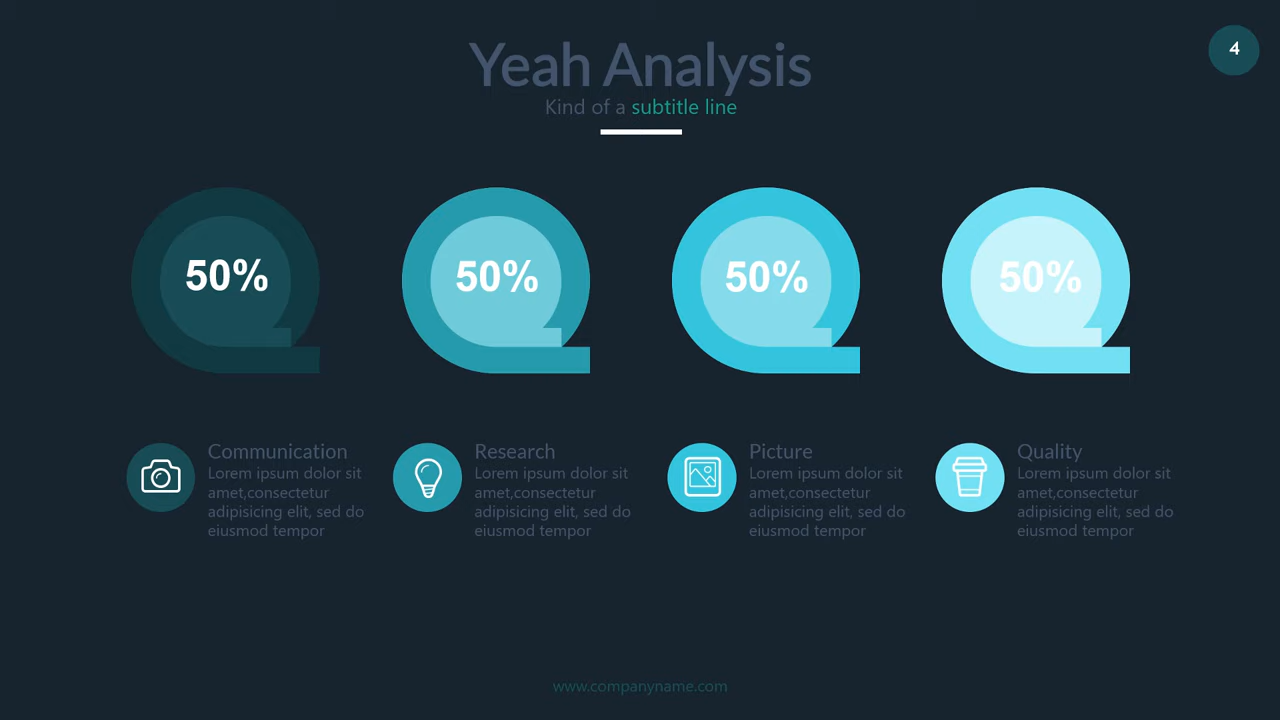 Yeah Analysis
4
Kind of a subtitle line
50%
50%
50%
50%
Communication
Lorem ipsum dolor sit
amet,consectetur
adipisicing elit, sed do
eiusmod tempor
Research
Lorem ipsum dolor sit
amet,consectetur
adipisicing elit, sed do
eiusmod tempor
Picture
Lorem ipsum dolor sit
amet,consectetur
adipisicing elit, sed do
eiusmod tempor
Quality
Lorem ipsum dolor sit
amet,consectetur
adipisicing elit, sed do
eiusmod tempor
www.companyname.com